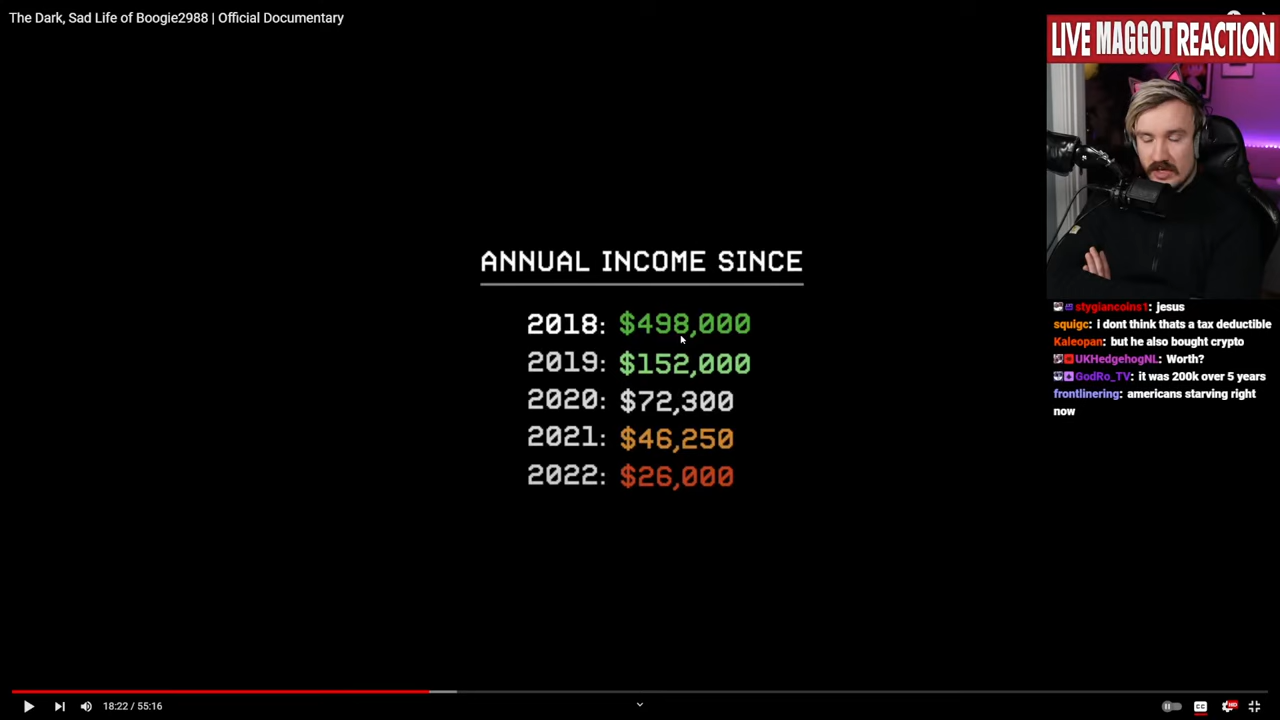 The Dark, Sad Life of Boogie2988 | Official Documentary
LIVE MAGGOT REACTION
ANNUAL INCOME SINCE
2018: $498,000
2019: $152,000
2020: $72,300
2021: $46,250
2022: $26,000
stygiancoins1: jesus
squigc: i dont think thats a tax deductible
Kaleopan: but he also bought crypto
UKHedgehogNL: Worth?
GodRo_TV: it was 200k over 5 years
frontlinering: americans starving right
now
18:22 / 55:16
CC
HD